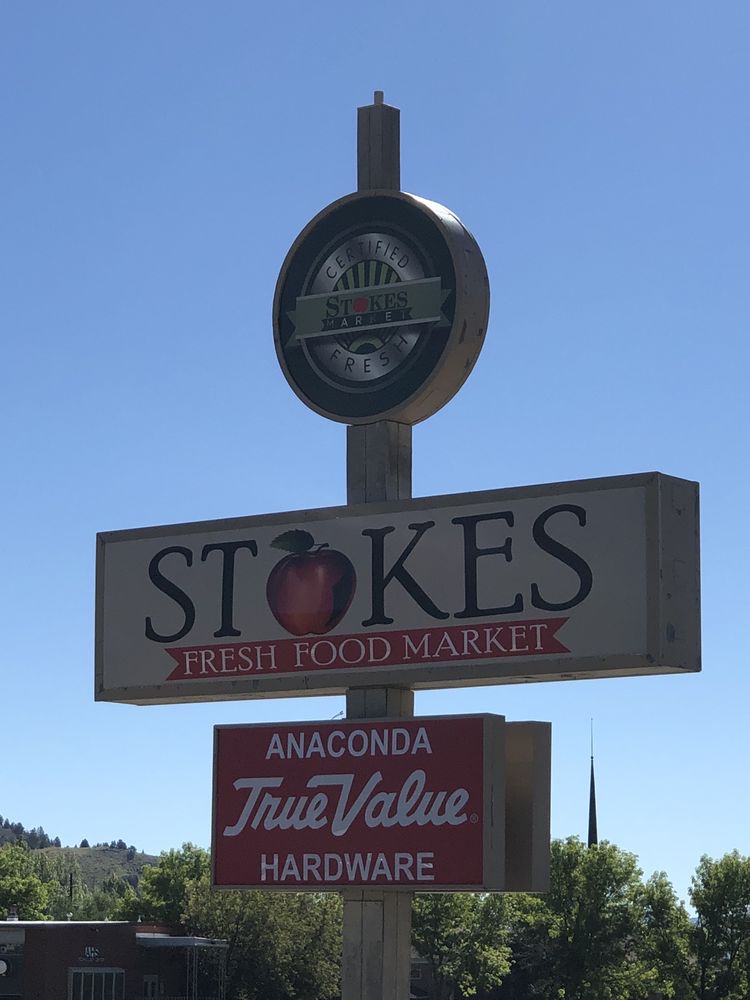 CERTIFIED
STOKES
MARKET
FRESH
STOKES
FRESH FOOD MARKET
ANACONDA
True Value®
HARDWARE